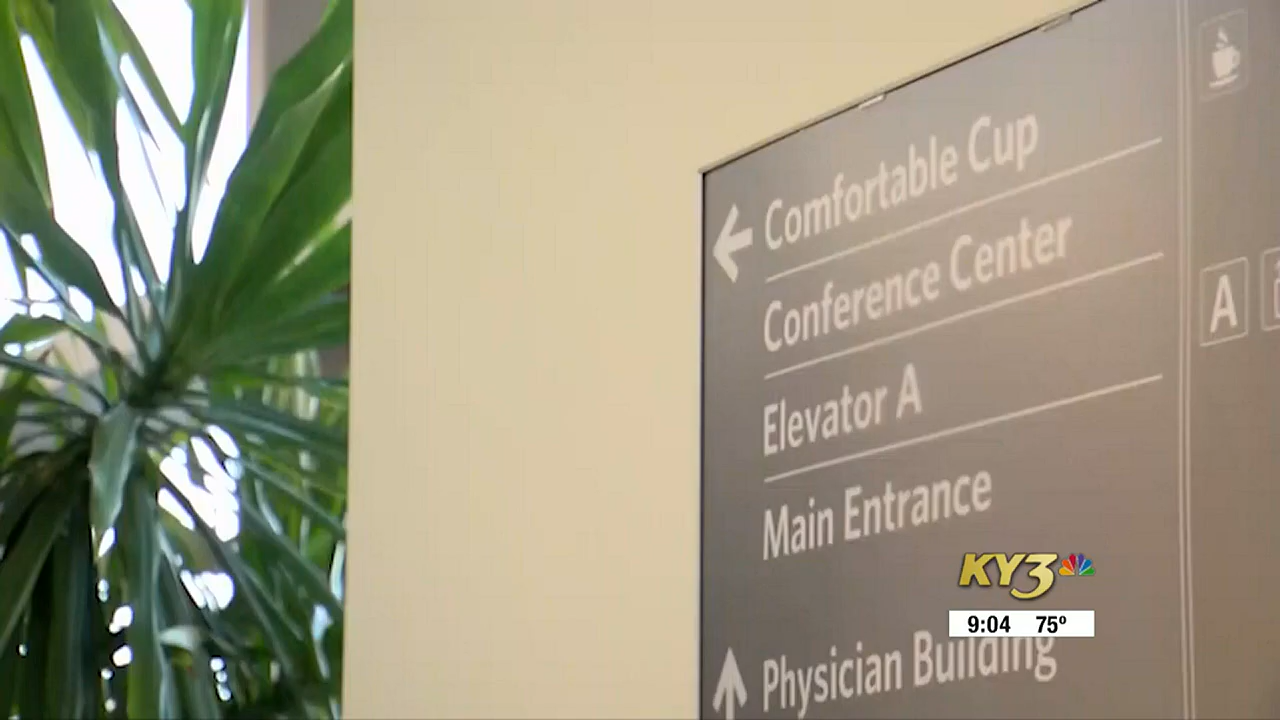 Comfortable Cup
Conference Center
A
Elevator A
Main Entrance
KY3
9:04 75°
Physician Building